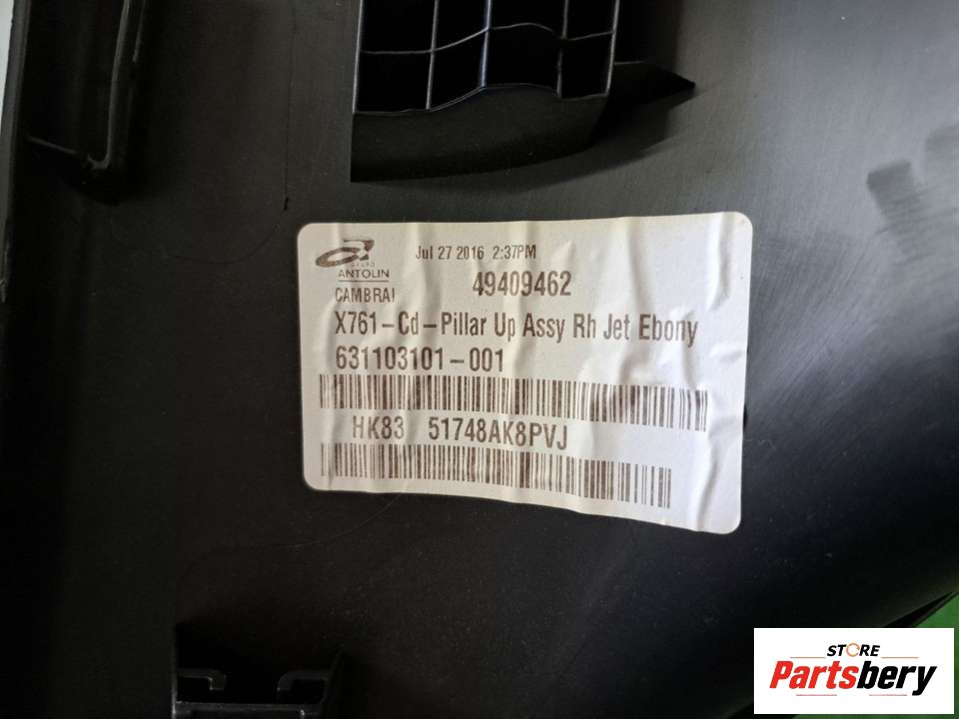 GRUPO
ANTOLIN
CAMBRAI
Jul 27 2016 2:37PM
49409462
X761-Cd-Pillar Up Assy Rh Jet Ebony
631103101-001
HK83 51748AK8PVJ
STORE
Partsbery